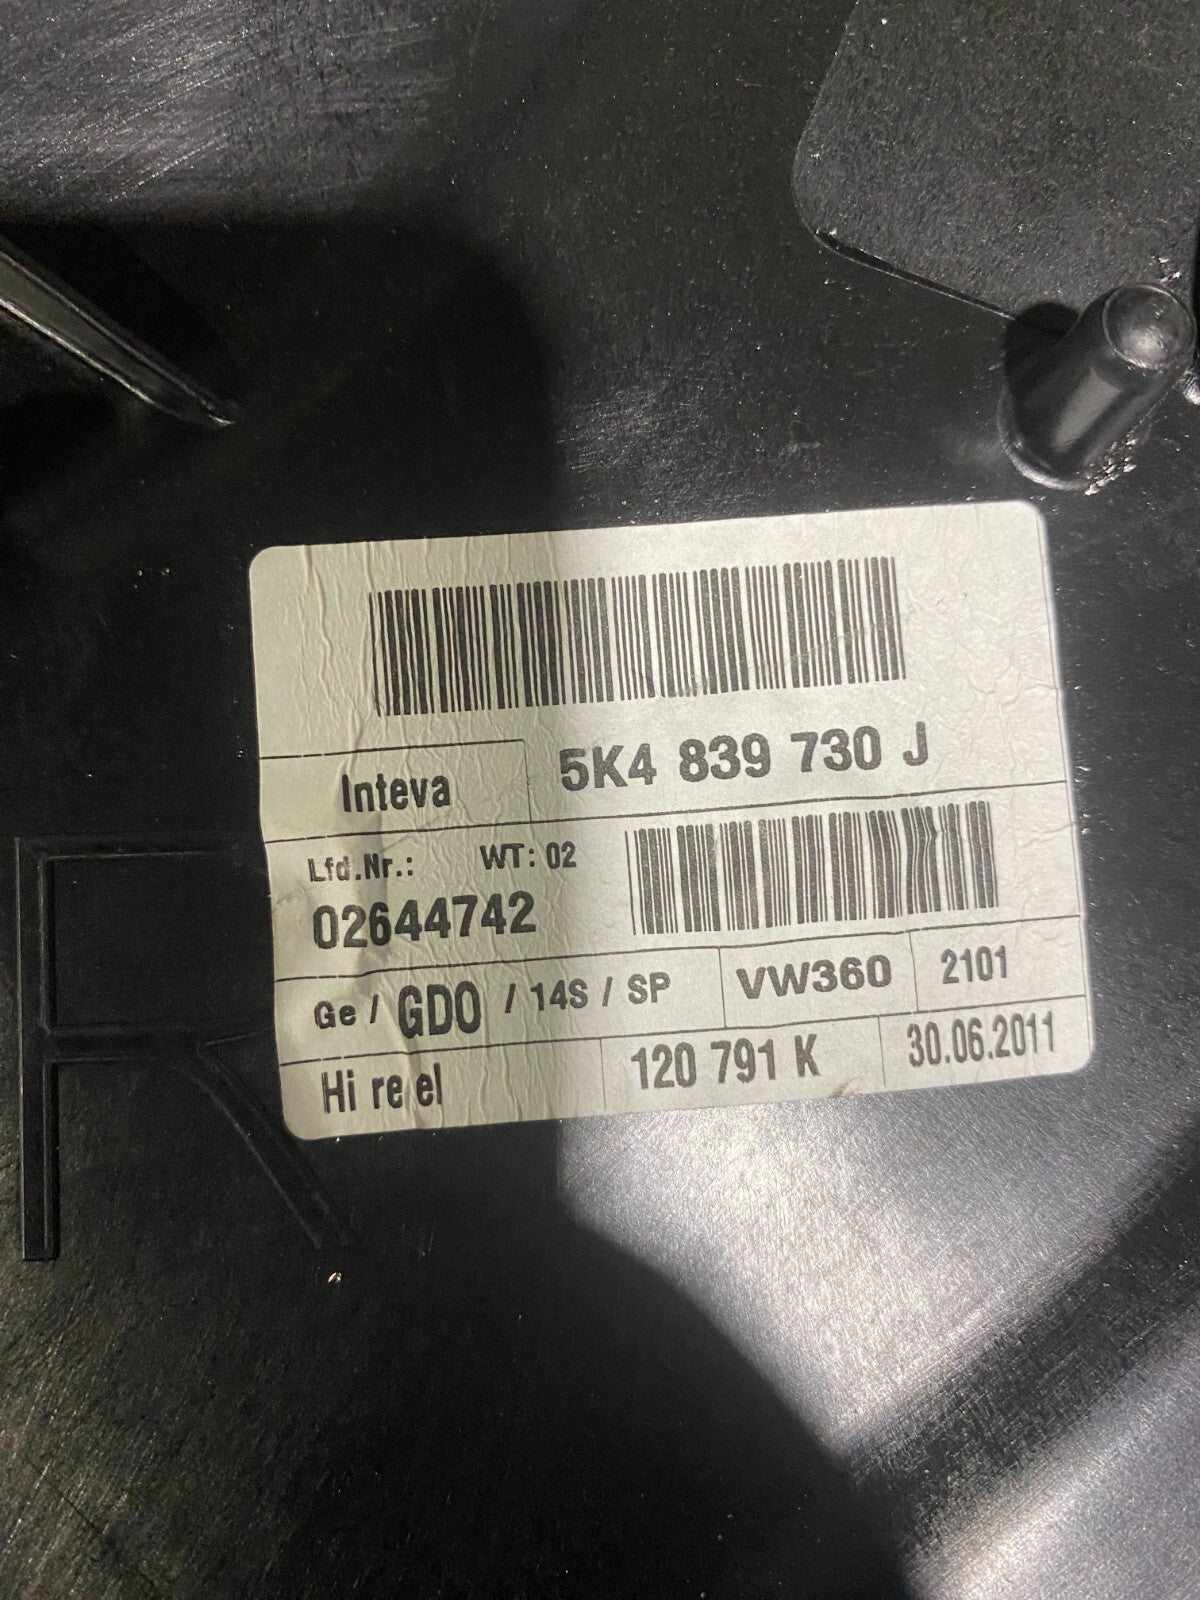 5K4 839 730 J
Inteva
Lfd.Nr.: WT: 02
02644742
Ge / GDO / 14S / SP VW360 2101
Hi re el 120 791 K 30.06.2011
R